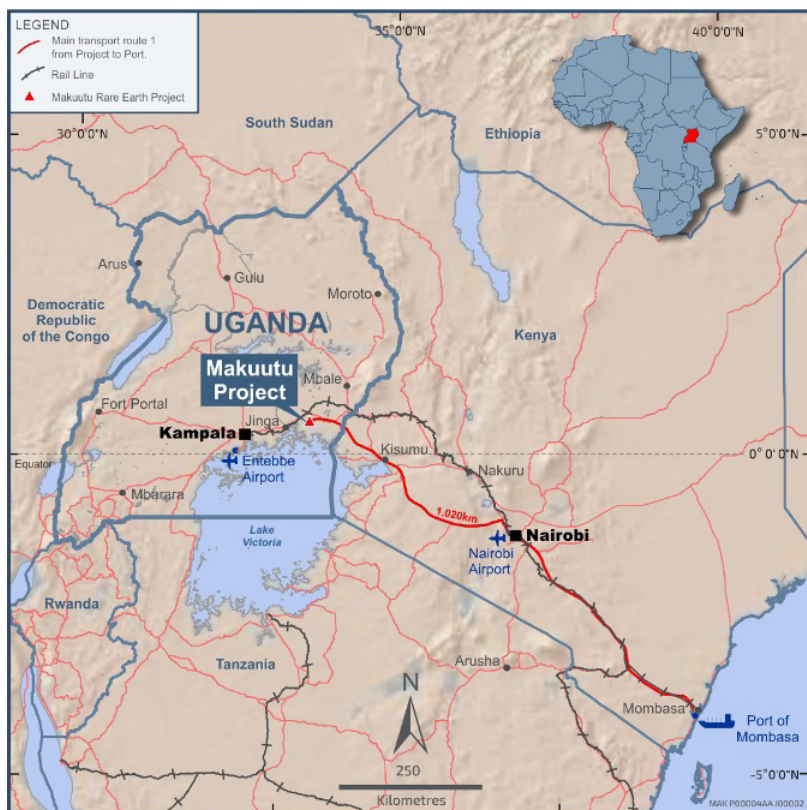 LEGEND
Main transport route 1
from Project to Port.
Rail Line
Makuutu Rare Earth Project
35°0'0"N
40°0'0"N
30°0'0"N
5°0'0"N
South Sudan
Ethiopia
Arus
Gulu
Moroto
Democratic
Republic
of the Congo
UGANDA
Kenya
Makuutu
Project
Mbale
Fort Portal
Jinga
Kampala
Kisumu
Equator
Entebbe
Airport
Nakuru
0°0'0"N
Mbarara
1,020km
Lake
Victoria
Nairobi
Nairobi
Airport
Rwanda
Tanzania
Arusha
N
Mombasa
Port of
Mombasa
250
Kilometres
-5°0'0"N
MAKP00004AA J00002